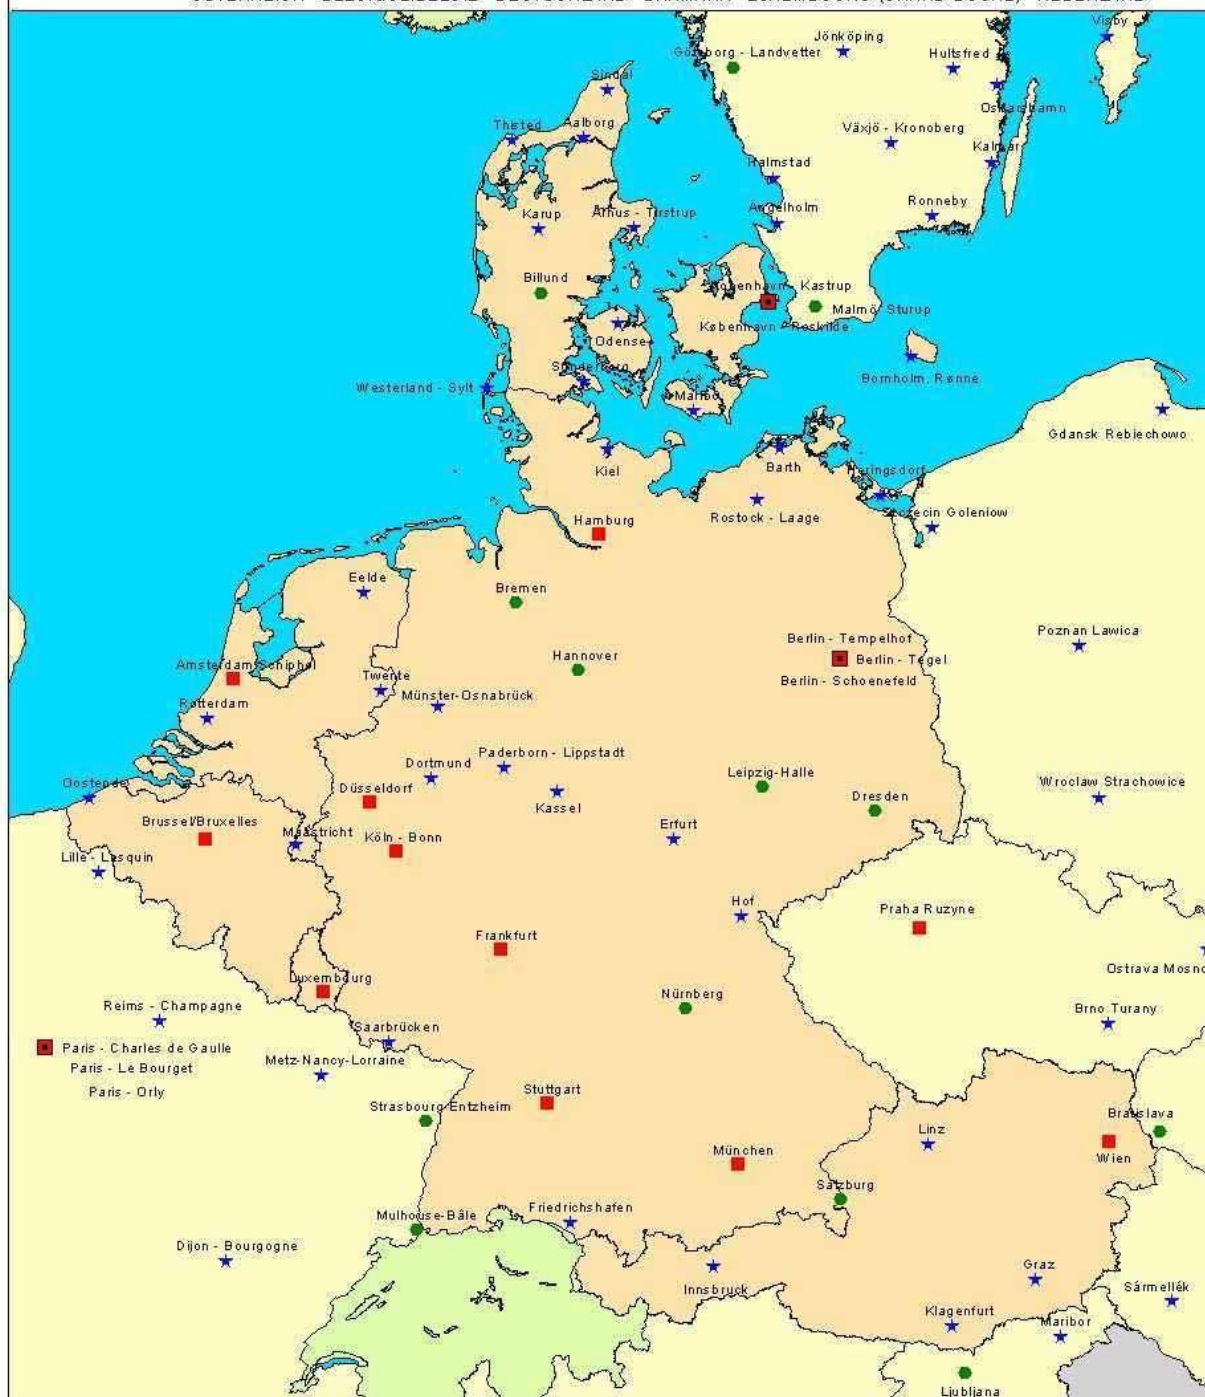 Visby
Jönköping
Göteborg - Landvetter
Hultsfred
Sindal
Oskarshamn
Thisted
Aalborg
Växjö - Kronoberg
Kalmar
Halmstad
Karup
Århus - Tirstrup
Ängelholm
Ronneby
Billund
København - Kastrup
Malmö Sturup
København - Roskilde
Odense
Sønderborg
Westerland - Sylt
Bornholm, Rønne
Maribo
Gdansk Rebiechowo
Kiel
Barth
Heringsdorf
Rostock - Laage
Szczecin Goleniow
Hamburg
Eelde
Bremen
Berlin - Tempelhof
Poznan Lawica
Hannover
Berlin - Tegel
Amsterdam Schiphol
Twente
Berlin - Schoenefeld
Münster-Osnabrück
Rotterdam
Paderborn - Lippstadt
Dortmund
Leipzig-Halle
Oostende
Düsseldorf
Wroclaw Strachowice
Kassel
Dresden
Brussel/Bruxelles
Maastricht
Köln - Bonn
Erfurt
Lille - Lesquin
Hof
Praha Ruzyne
Frankfurt
Ostrava Mosno
Luxembourg
Reims - Champagne
Nürnberg
Brno Turany
Saarbrücken
Paris - Charles de Gaulle
Metz-Nancy-Lorraine
Paris - Le Bourget
Paris - Orly
Stuttgart
Strasbourg Entzheim
Bratislava
Linz
München
Wien
Salzburg
Friedrichshafen
Mulhouse-Bâle
Dijon - Bourgogne
Graz
Innsbruck
Sármellék
Klagenfurt
Maribor
Ljubljana